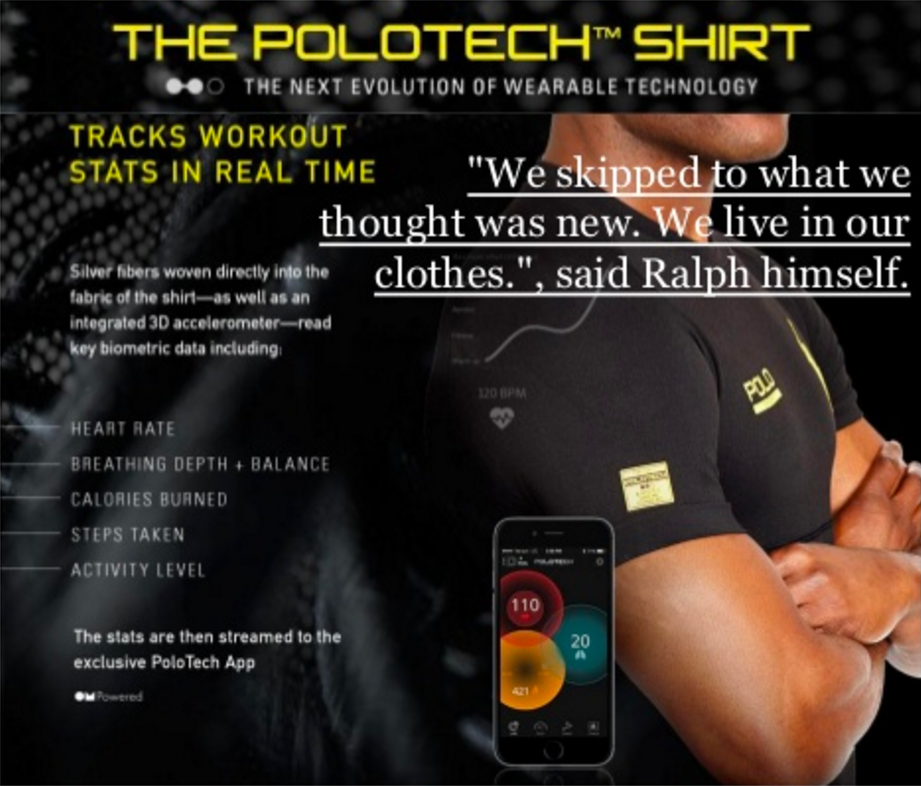 THE POLOTECH™ SHIRT
THE NEXT EVOLUTION OF WEARABLE TECHNOLOGY
TRACKS WORKOUT
STATS IN REAL TIME
"We skipped to what we
thought was new. We live in our
clothes.", said Ralph himself.
Silver fibers woven directly into the
fabric of the shirt—as well as an
integrated 3D accelerometer—read
key biometric data including:
120 BPM
POLO
HEART RATE
BREATHING DEPTH + BALANCE
CALORIES BURNED
STEPS TAKEN
ACTIVITY LEVEL
POLOTECH
110
20
421
The stats are then streamed to the
exclusive PoloTech App
OM Powered